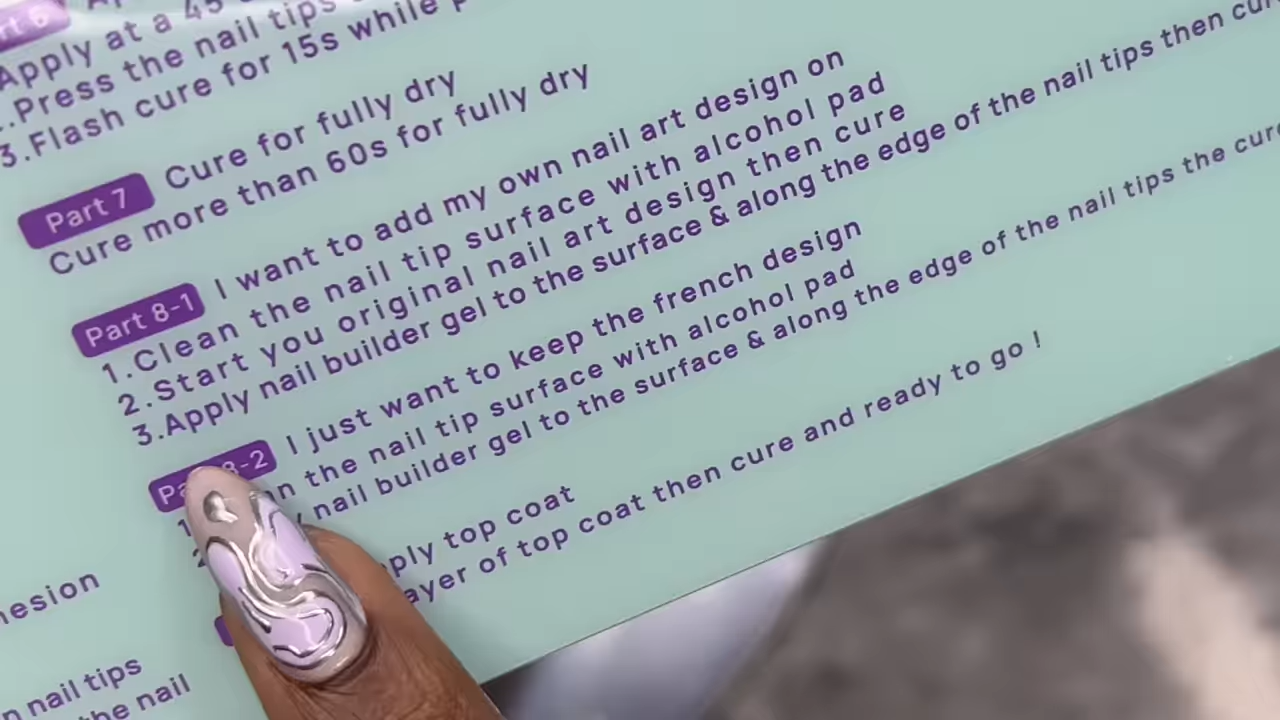 Apply at a 45
Press the nail tips
3.Flash cure for 15s while
Part 7 Cure for fully dry
Cure more than 60s for fully dry
Part 8-1 I want to add my own nail art design on
1.Clean the nail tip surface with alcohol pad
2.Start you original nail art design then cure
3.Apply nail builder gel to the surface & along the edge of the nail tips then cur
8-2 I just want to keep the french design
the nail tip surface with alcohol pad
nail builder gel to the surface & along the edge of the nail tips the cure
ply top coat
ayer of top coat then cure and ready to go !
hesion
n nail tips
the nail